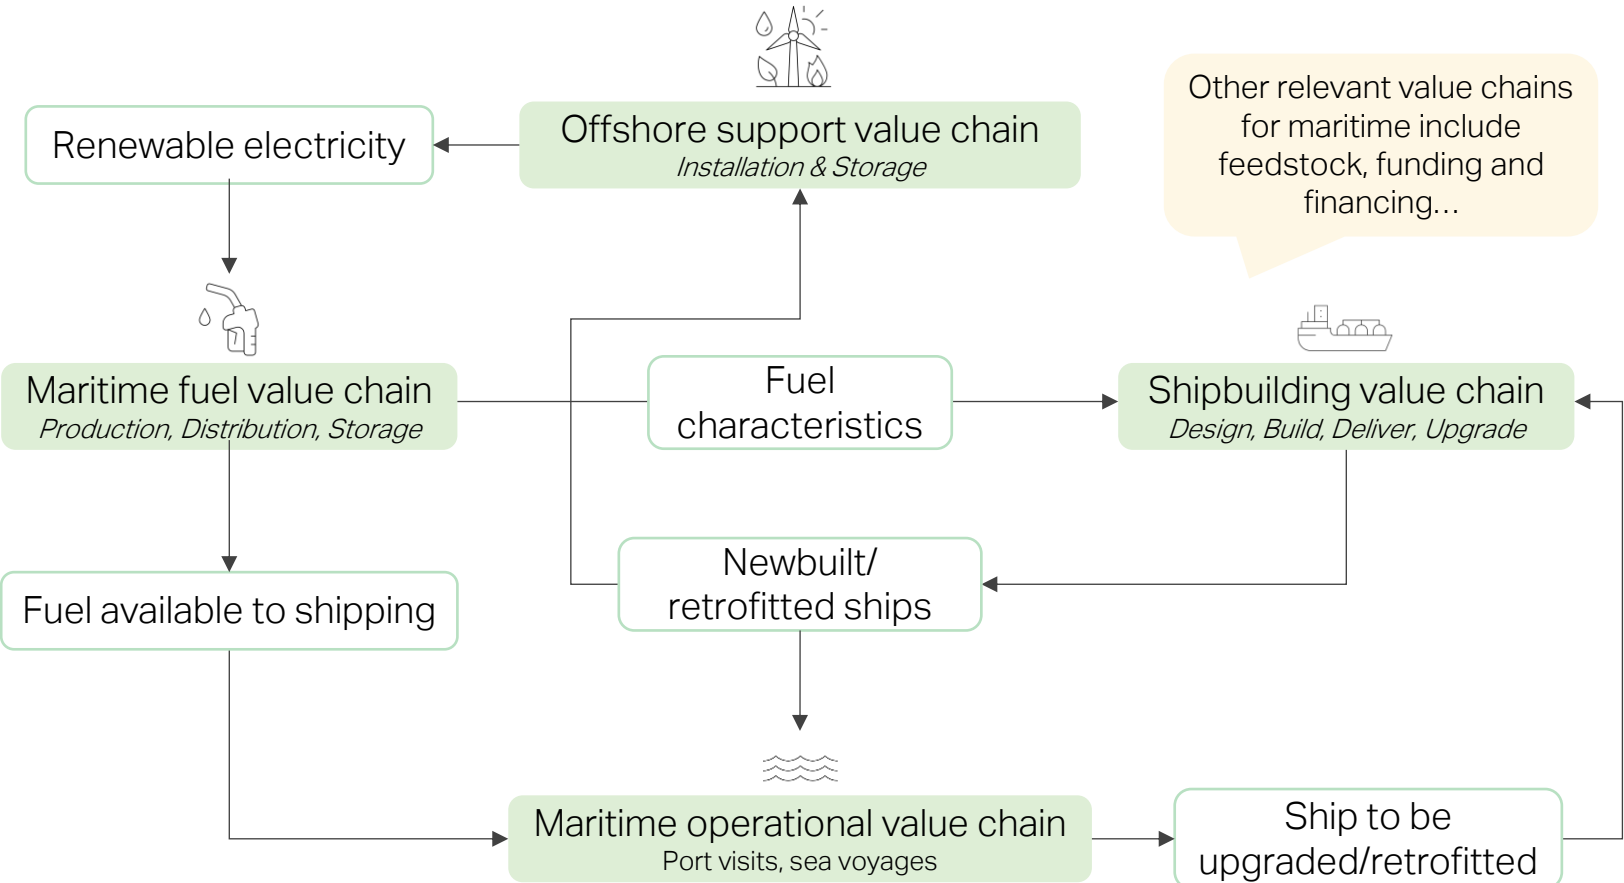 Offshore support value chain
Installation & Storage
Renewable electricity
Other relevant value chains
for maritime include
feedstock, funding and
financing...
Maritime fuel value chain
Production, Distribution, Storage
Fuel
characteristics
Shipbuilding value chain
Design, Build, Deliver, Upgrade
Newbuilt/
retrofitted ships
Fuel available to shipping
Maritime operational value chain
Port visits, sea voyages
Ship to be
upgraded/retrofitted